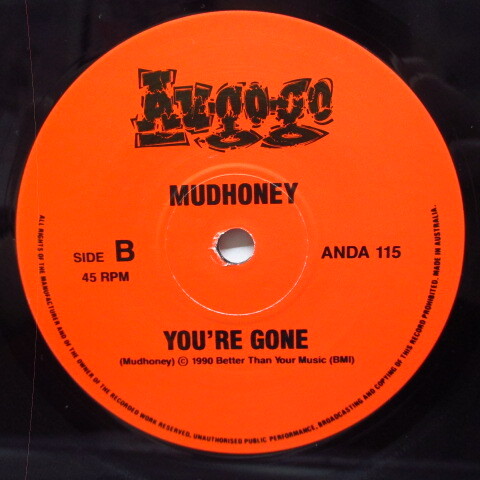 Au-go-go
MUDHONEY
SIDE B
ANDA 115
45 RPM
YOU'RE GONE
(Mudhoney) © 1990 Better Than Your Music (BMI)
ALL RIGHTS OF THE MANUFACTURER AND OF THE OWNER OF THE RECORDED WORK RESERVED. UNAUTHORISED PUBLIC PERFORMANCE, BROADCASTING AND COPYING OF THIS RECORD PROHIBITED. MADE IN AUSTRALIA.